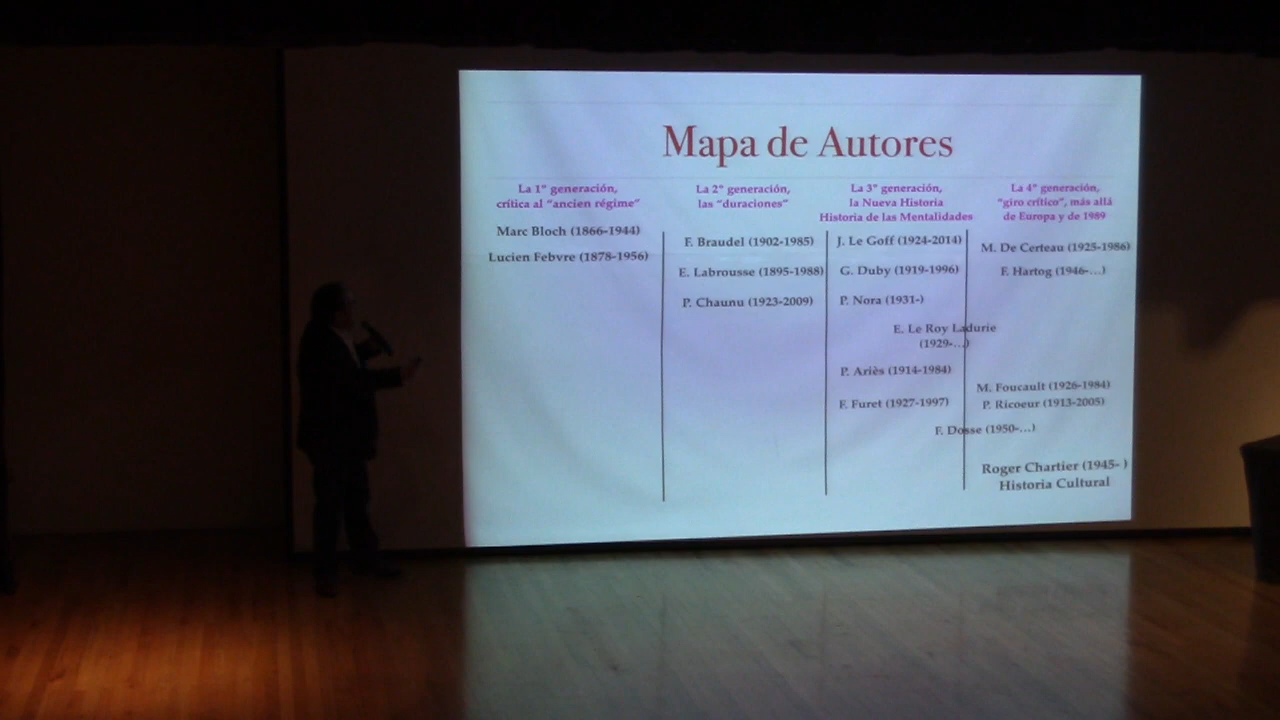 Mapa de Autores
La 1ª generación,
crítica al “ancien régime”
Marc Bloch (1866-1944)
Lucien Febvre (1878-1956)
La 2ª generación,
las “duraciones”
F. Braudel (1902-1985)
E. Labrousse (1895-1988)
P. Chaunu (1923-2009)
La 3ª generación,
la Nueva Historia
Historia de las Mentalidades
J. Le Goff (1924-2014)
G. Duby (1919-1996)
P. Nora (1931-)
E. Le Roy Ladurie
(1929-...)
P. Ariès (1914-1984)
F. Furet (1927-1997)
F. Dosse (1950-...)
La 4ª generación,
“giro crítico”, más allá
de Europa y de 1989
M. De Certeau (1925-1986)
F. Hartog (1946-...)
M. Foucault (1926-1984)
P. Ricoeur (1913-2005)
Roger Chartier (1945- )
Historia Cultural